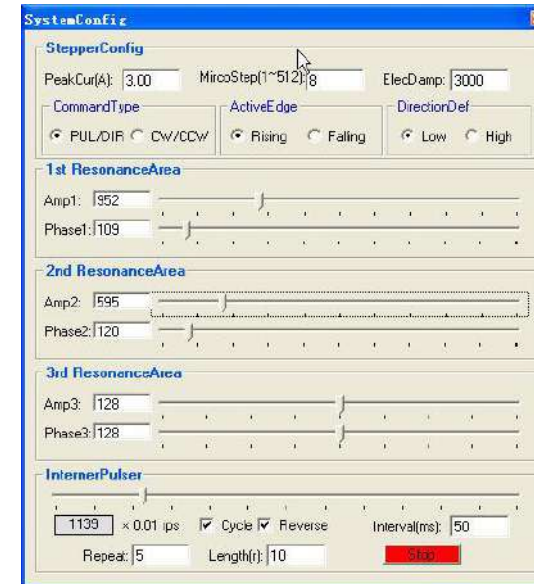 SystemConfig
StepperConfig
PeakCur(A): 3.00 MircoStep(1~512): 8 ElecDamp: 3000
CommandType ActiveEdge DirectionDef
PUL/DIR CW/CCW Rising Falling Low High
1st ResonanceArea
Amp1: 952
Phase1: 109
2nd ResonanceArea
Amp2: 595
Phase2: 120
3rd ResonanceArea
Amp3: 128
Phase3: 128
InternerPulser
1139 × 0.01 rps Cycle Reverse Interval(ms): 50
Repeat: 5 Length(r): 10 Stop